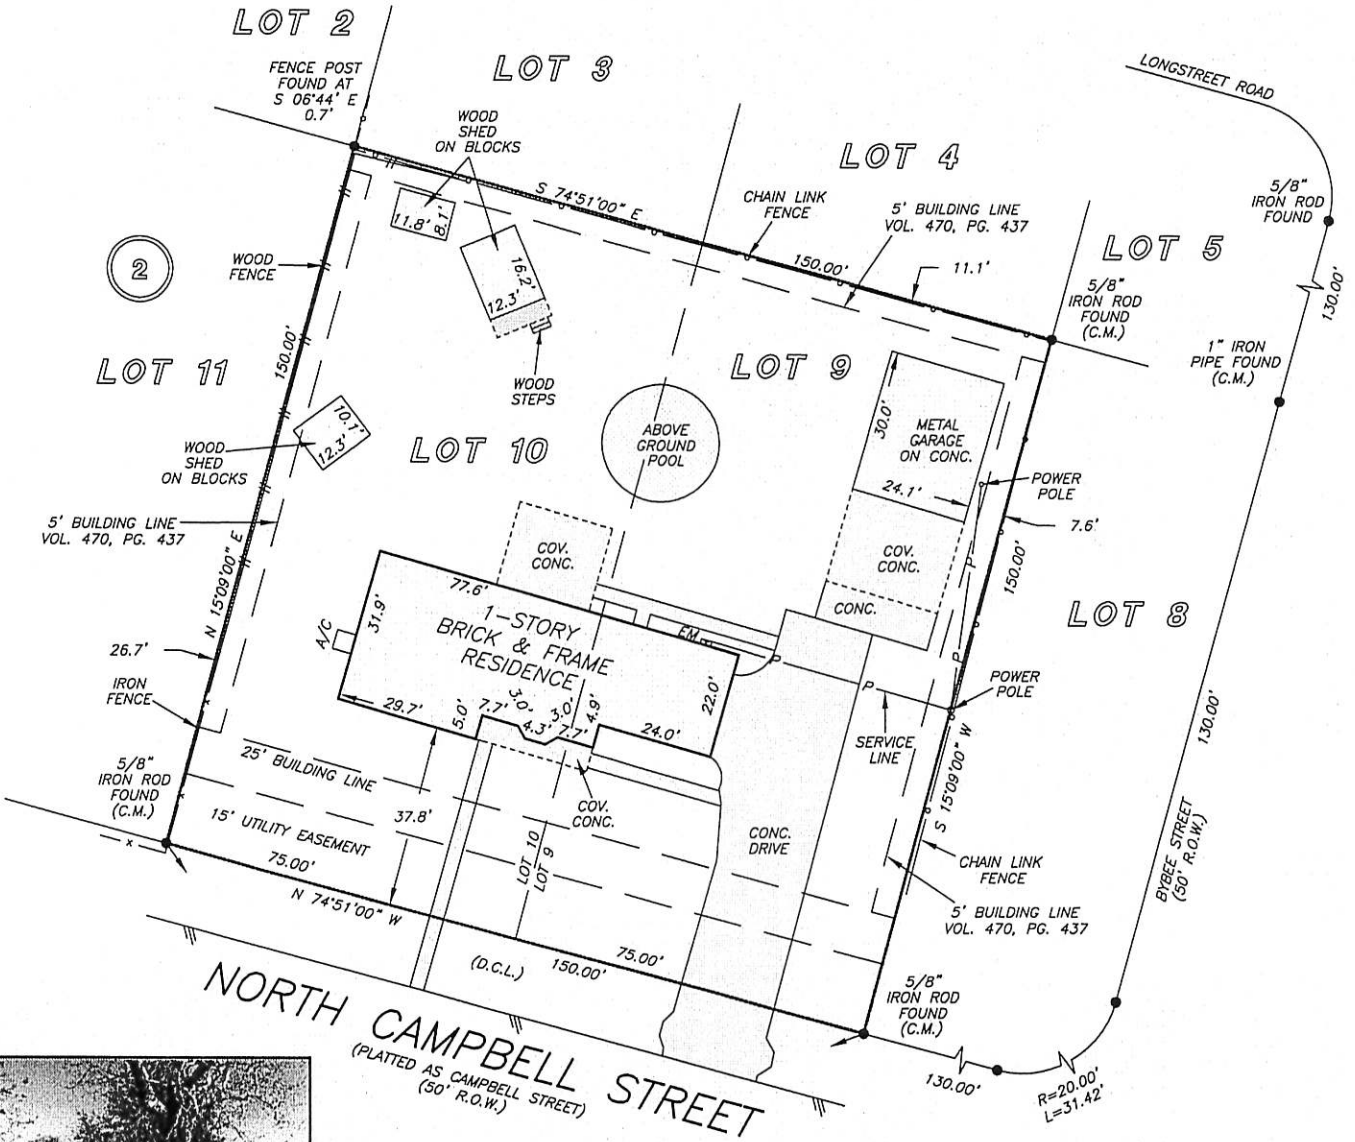 LOT 2
LOT 3
LONGSTREET ROAD
FENCE POST
FOUND AT
S 06°44' E
0.7'
WOOD
SHED
ON BLOCKS
LOT 4
S 74°51'00" E
CHAIN LINK
FENCE
5' BUILDING LINE
VOL. 470, PG. 437
5/8"
IRON ROD
FOUND
11.8'
8.1'
LOT 5
2
WOOD
FENCE
16.2'
12.3'
150.00'
11.1'
5/8"
IRON ROD
FOUND
(C.M.)
130.00'
LOT 11
150.00'
WOOD
STEPS
LOT 9
1" IRON
PIPE FOUND
(C.M.)
30.0'
METAL
GARAGE
ON CONC.
10.1'
12.3'
WOOD
SHED
ON BLOCKS
LOT 10
ABOVE
GROUND
POOL
24.1'
POWER
POLE
5' BUILDING LINE
VOL. 470, PG. 437
7.6'
COV.
CONC.
COV.
CONC.
150.00'
N 15°09'00" E
77.6'
CONC.
LOT 8
A/C
31.9'
1-STORY
BRICK & FRAME
RESIDENCE
EM
P
P
P
P
26.7'
IRON
FENCE
22.0'
POWER
POLE
29.7'
5.0'
7.7'
3.0'
4.3'
3.0'
7.7'
4.9'
24.0'
SERVICE
LINE
S 15°09'00" W
130.00'
5/8"
IRON ROD
FOUND
(C.M.)
25' BUILDING LINE
37.8'
COV.
CONC.
15' UTILITY EASEMENT
CONC.
DRIVE
LOT 10
LOT 9
CHAIN LINK
FENCE
BYBEE STREET
(50' R.O.W.)
75.00'
N 74°51'00" W
5' BUILDING LINE
VOL. 470, PG. 437
(D.C.L.)
150.00'
75.00'
5/8"
IRON ROD
FOUND
(C.M.)
NORTH CAMPBELL STREET
(PLATTED AS CAMPBELL STREET)
(50' R.O.W.)
130.00'
R=20.00'
L=31.42'